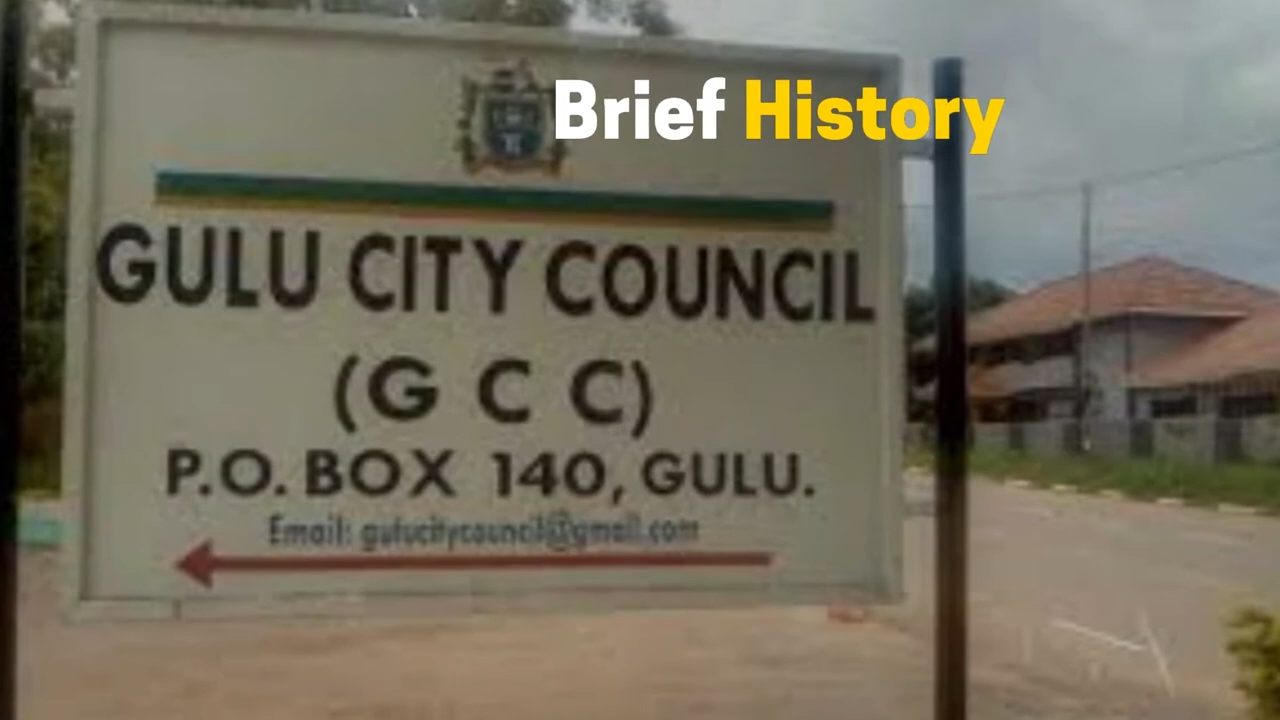 Brief History
GULU CITY COUNCIL
(G C C)
P.O. BOX 140, GULU.
Email: gulucitycouncil@gmail.com